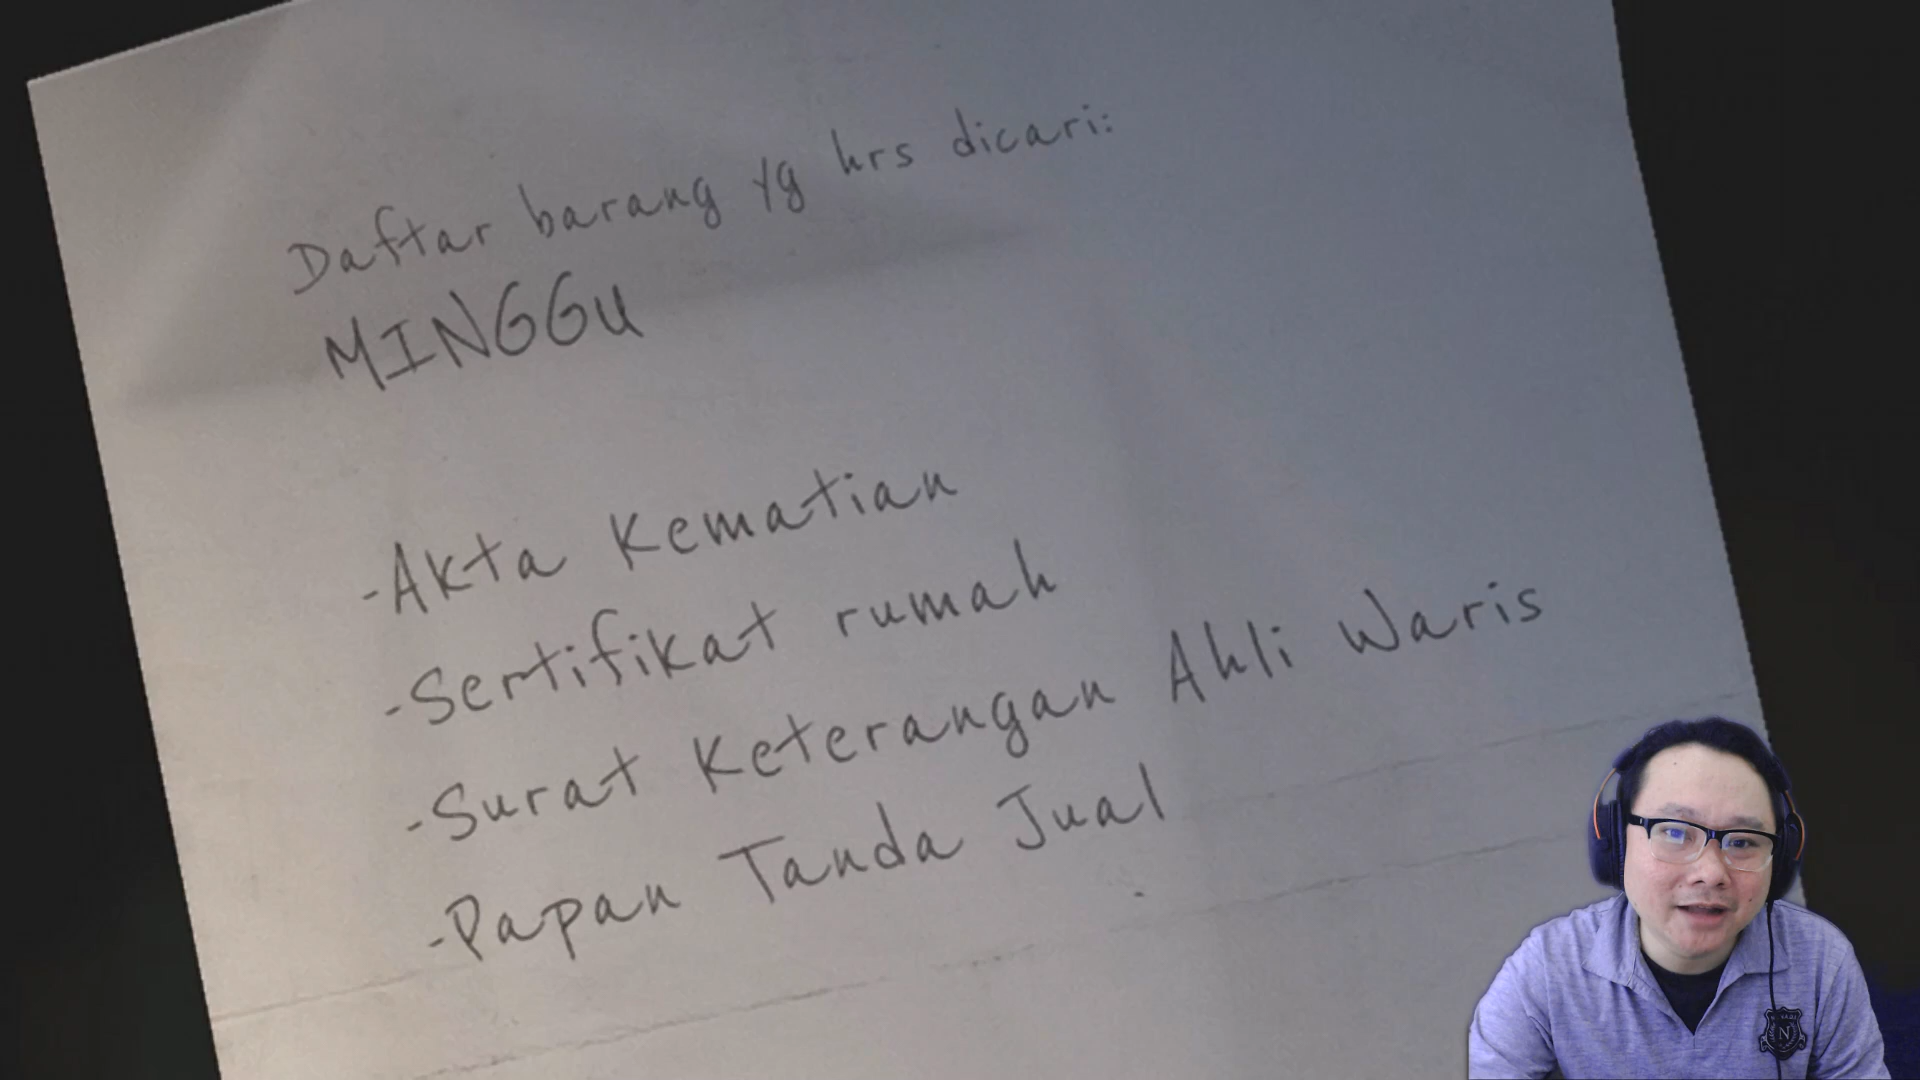 Daftar barang yg hrs dicari:
MINGGU
-Akta Kematian
-Sertifikat rumah
-Surat Keterangan Ahli Waris
-Papan Tanda Jual
N